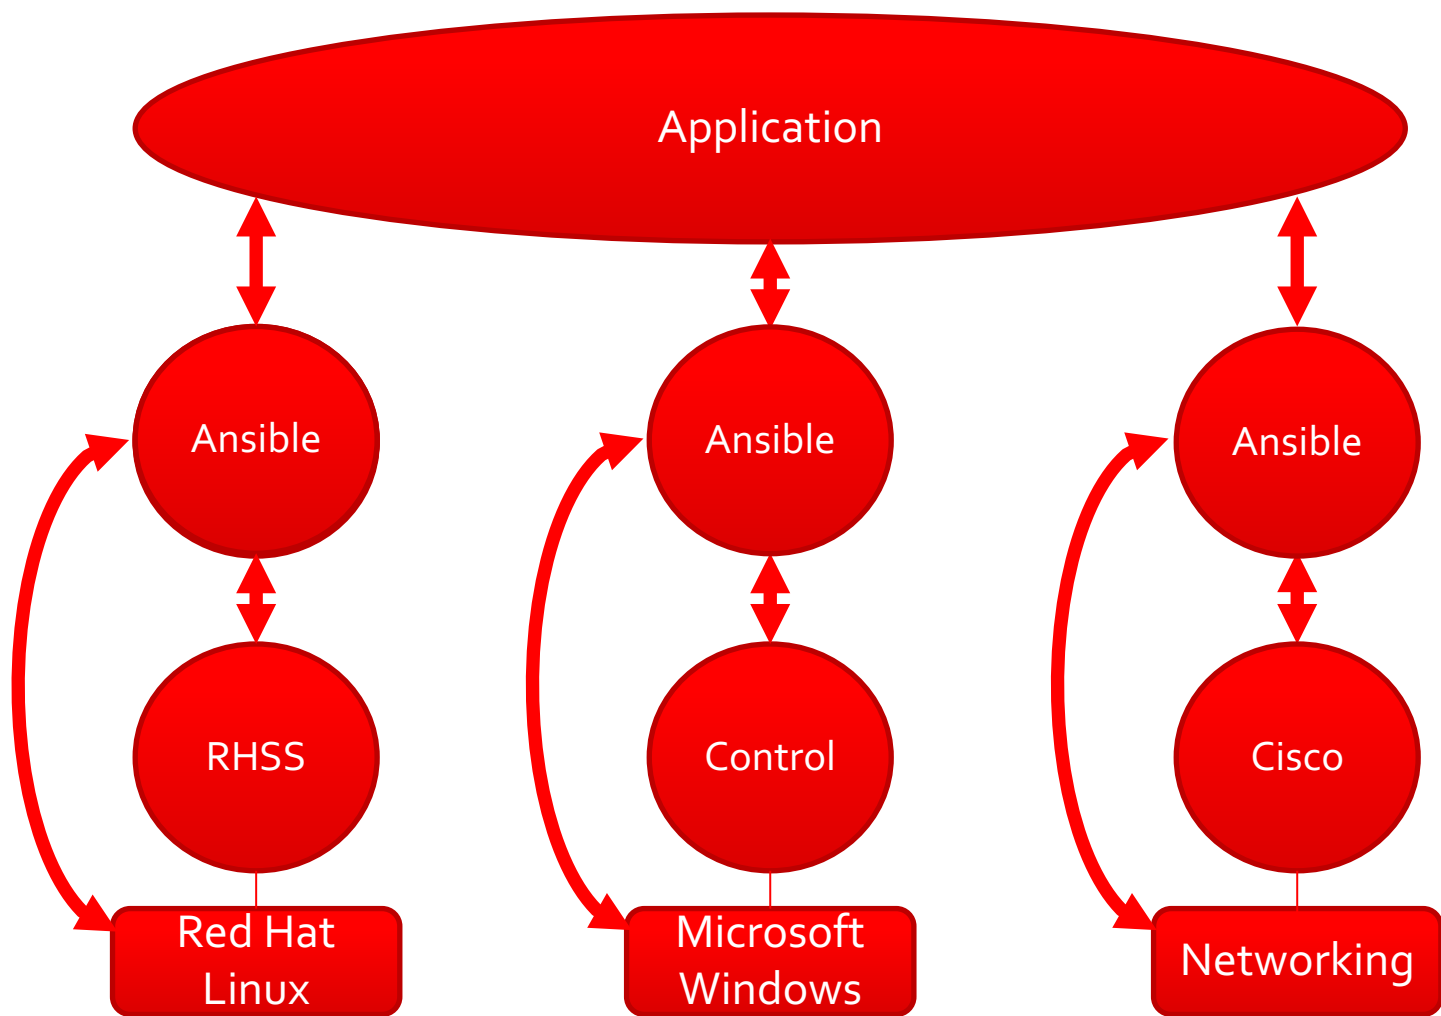 Application
Ansible
Ansible
Ansible
RHSS
Control
Cisco
Red Hat
Linux
Microsoft
Windows
Networking